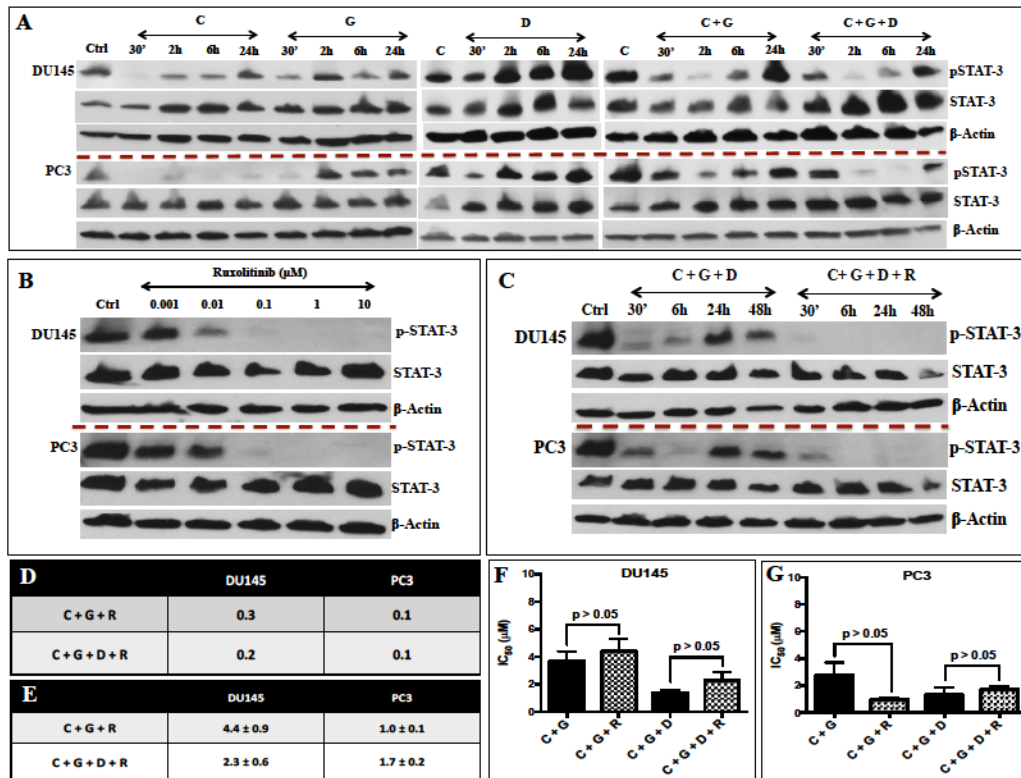 A
C G D C + G C + G + D
Ctrl 30’ 2h 6h 24h 30’ 2h 6h 24h C 30’ 2h 6h 24h C 30’ 2h 6h 24h 30’ 2h 6h 24h
DU145 pSTAT-3
STAT-3
β-Actin
PC3 pSTAT-3
STAT-3
β-Actin
B
Ruxolitinib (µM)
Ctrl 0.001 0.01 0.1 1 10
DU145 p-STAT-3
STAT-3
β-Actin
PC3 p-STAT-3
STAT-3
β-Actin
C
C + G + D C + G + D + R
Ctrl 30’ 6h 24h 48h 30’ 6h 24h 48h
DU145 p-STAT-3
STAT-3
β-Actin
PC3 p-STAT-3
STAT-3
β-Actin
D DU145 PC3
C + G + R 0.3 0.1
C + G + D + R 0.2 0.1
E DU145 PC3
C + G + R 4.4 ± 0.9 1.0 ± 0.1
C + G + D + R 2.3 ± 0.6 1.7 ± 0.2
F DU145
IC50 (µM)
10
8
6
4
2
0
p > 0.05
p > 0.05
C + G
C + G + R
C + G + D
C + G + D + R
G PC3
IC50 (µM)
10
8
6
4
2
0
p > 0.05
p > 0.05
C + G
C + G + R
C + G + D
C + G + D + R